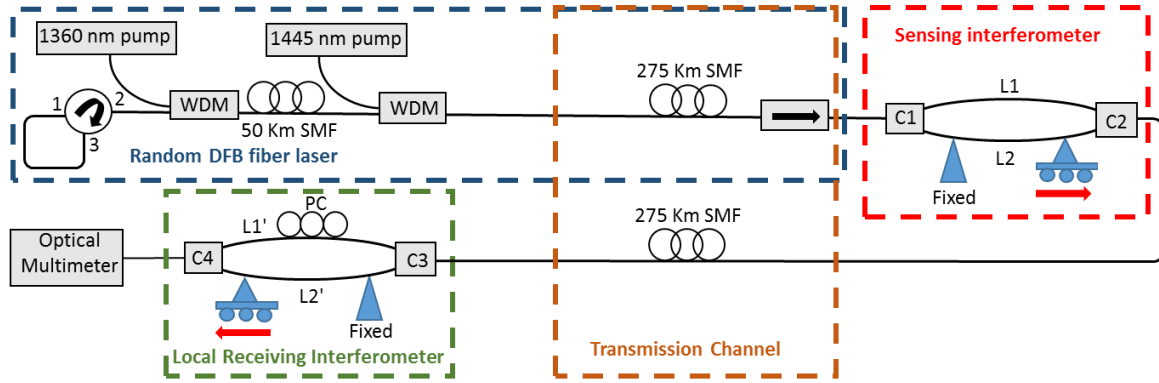 1360 nm pump
1445 nm pump
275 Km SMF
Sensing interferometer
1
2
3
WDM
50 Km SMF
WDM
Random DFB fiber laser
C1
L1
L2
C2
Fixed
Optical
Multimeter
PC
L1'
C4
C3
L2'
Fixed
Local Receiving Interferometer
275 Km SMF
Transmission Channel